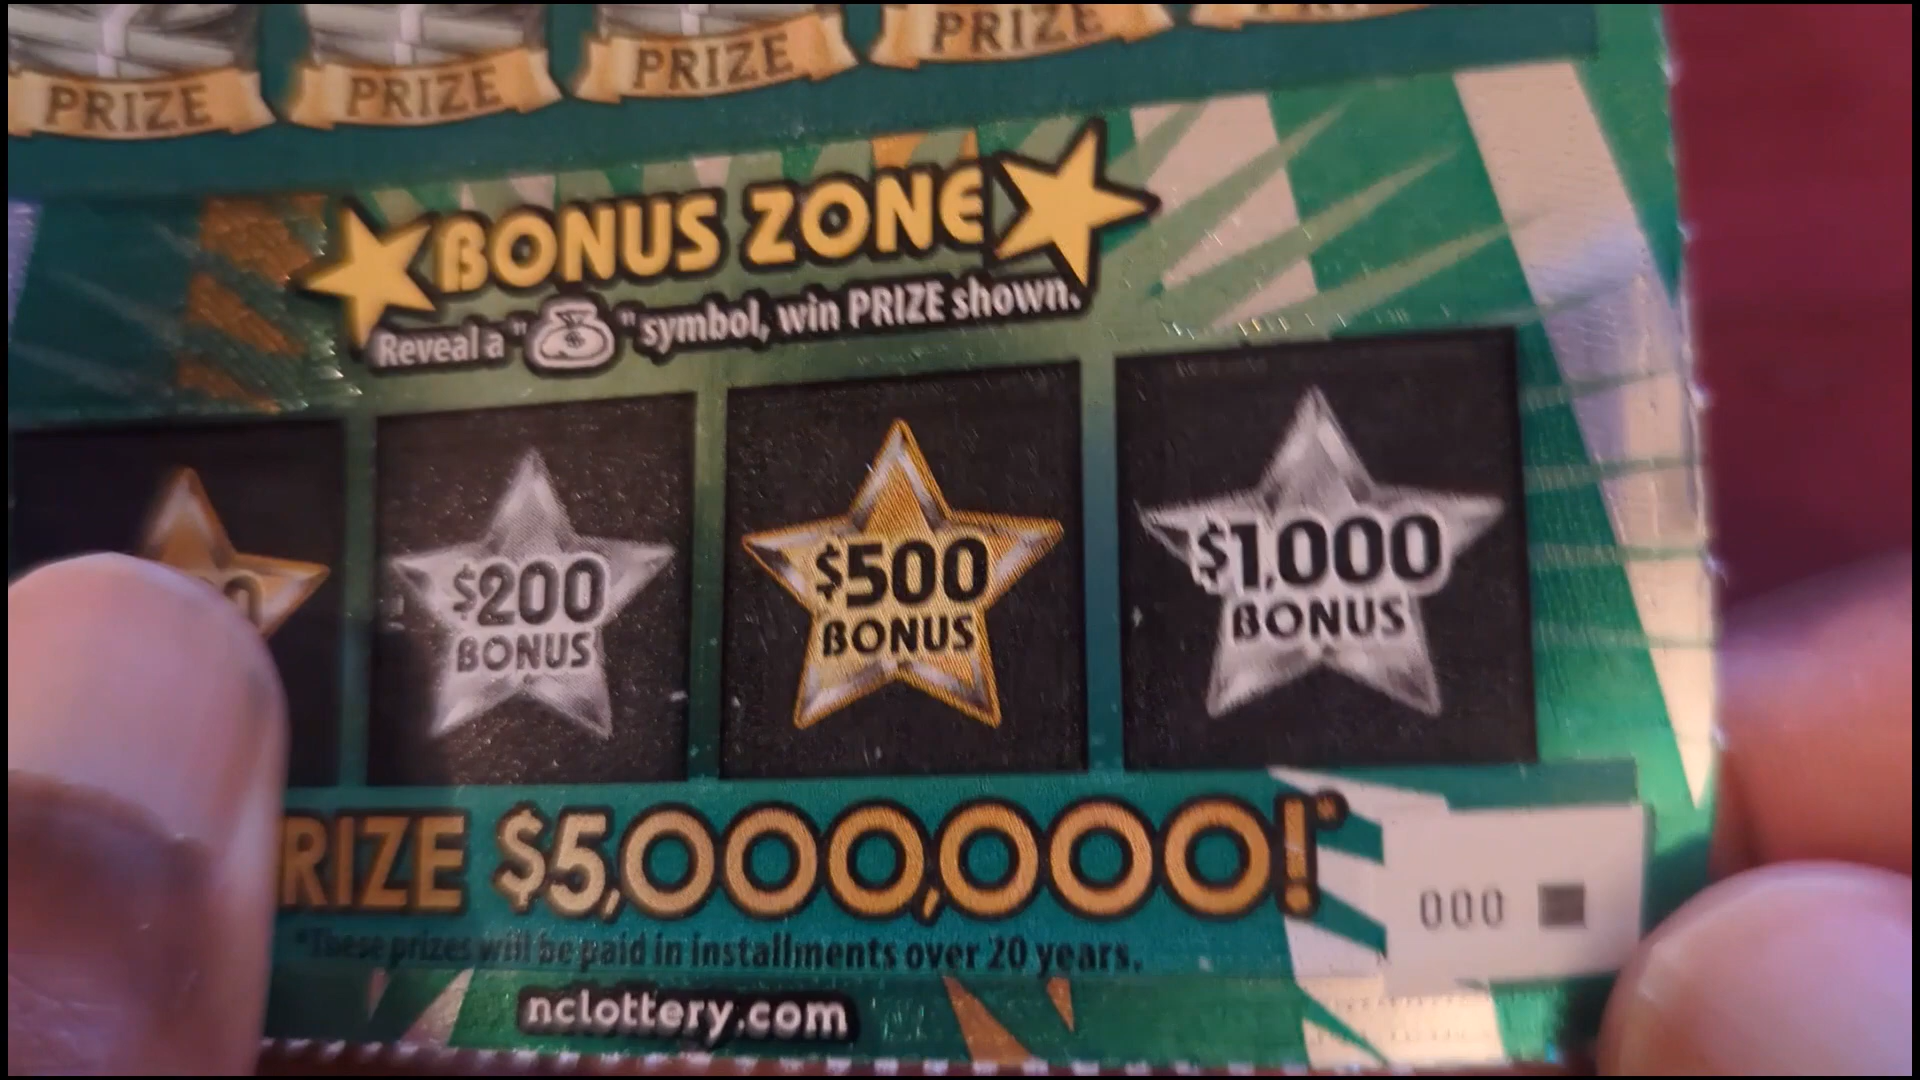 PRIZE PRIZE PRIZE PRIZE
BONUS ZONE
Reveal a " " symbol, win PRIZE shown.
$200
BONUS
$500
BONUS
$1,000
BONUS
RIZE $5,000,000!*
*These prizes will be paid in installments over 20 years.
000
nclottery.com